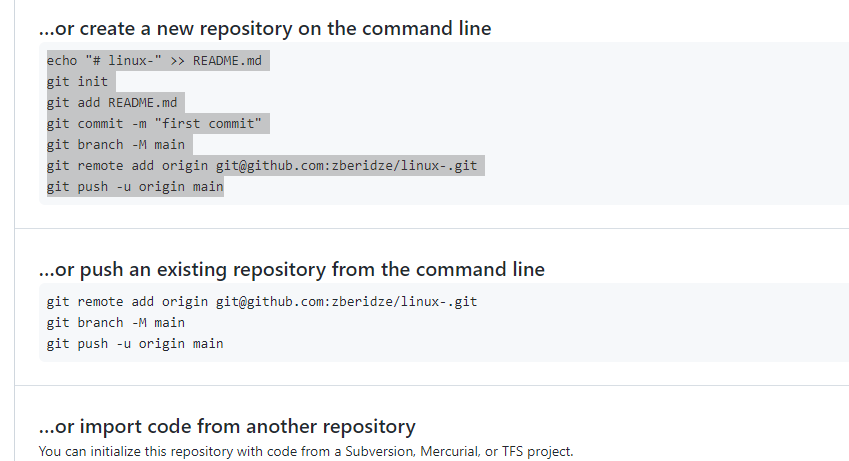 ...or create a new repository on the command line
echo "# linux-" >> README.md
git init
git add README.md
git commit -m "first commit"
git branch -M main
git remote add origin git@github.com:zberidze/linux-.git
git push -u origin main
...or push an existing repository from the command line
git remote add origin git@github.com:zberidze/linux-.git
git branch -M main
git push -u origin main
...or import code from another repository
You can initialize this repository with code from a Subversion, Mercurial, or TFS project.